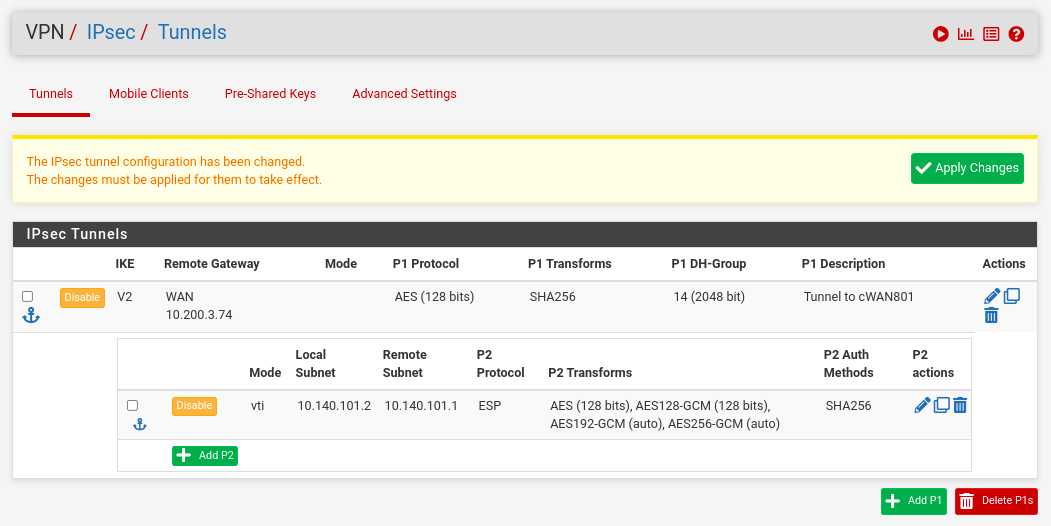 VPN / IPsec / Tunnels
Tunnels Mobile Clients Pre-Shared Keys Advanced Settings
The IPsec tunnel configuration has been changed.
The changes must be applied for them to take effect.
Apply Changes
IPsec Tunnels
IKE Remote Gateway Mode P1 Protocol P1 Transforms P1 DH-Group P1 Description Actions
Disable V2 WAN AES (128 bits) SHA256 14 (2048 bit) Tunnel to cWAN801
10.200.3.74
Local Remote P2 P2 Auth P2
Mode Subnet Subnet Protocol P2 Transforms Methods actions
Disable vti 10.140.101.2 10.140.101.1 ESP AES (128 bits), AES128-GCM (128 bits), SHA256
AES192-GCM (auto), AES256-GCM (auto)
Add P2
Add P1 Delete P1s